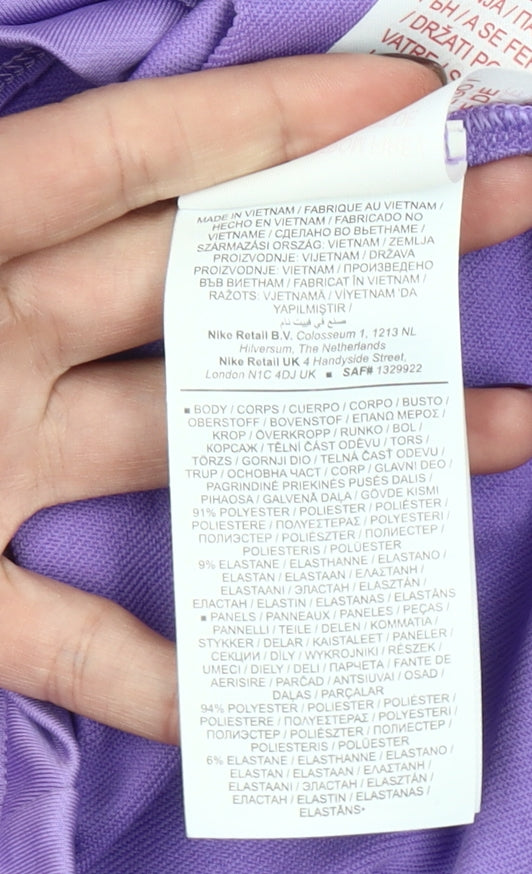 / DRŽATI PO
VATRE /
MADE IN VIETNAM / FABRIQUE AU VIETNAM /
HECHO EN VIETNAM / FABRICADO NO
VIETNAME / СДЕЛАНО ВО ВЬЕТНАМЕ /
SZÁRMAZÁSI ORSZÁG: VIETNAM / ZEMLJA
PROIZVODNJE: VIJETNAM / DRŽAVA
PROIZVODNJE: VIETNAM / ПРОИЗВЕДЕНО
ВЪВ ВИЕТНАМ / FABRICAT ÎN VIETNAM /
RAŽOTS: VJETNAMĀ / VİYETNAM 'DA
YAPILMIŞTIR /
صنع في فييت نام
Nike Retail B.V. Colosseum 1, 1213 NL
Hilversum, The Netherlands
Nike Retail UK 4 Handyside Street,
London N1C 4DJ UK ■ SAF# 1329922
■ BODY / CORPS / CUERPO / CORPO / BUSTO /
OBERSTOFF / BOVENSTOF / ΕΠΑΝΩ ΜΕΡΟΣ /
KROP / ÖVERKROPP / RUNKO / BOL /
КОРСАЖ / TĚLNÍ ČÁST ODĚVU / TORS /
TÖRZS / GORNJI DIO / TELNÁ ČASŤ ODEVU /
TRUP / ОСНОВНА ЧАСТ / CORP / GLAVNI DEO /
PAGRINDINĖ PRIEKINĖS PUSĖS DALIS /
PIHAOSA / GALVENĀ DAĻA / GÖVDE KISMI
91% POLYESTER / POLIESTER / POLIÉSTER /
POLIESTERE / ΠΟΛΥΕΣΤΕΡΑΣ / POLYESTERI /
ПОЛИЭСТЕР / POLIÉSZTER / ПОЛИЕСТЕР /
POLIESTERIS / POLÜESTER
9% ELASTANE / ELASTHANNE / ELASTANO /
ELASTAN / ELASTAAN / ΕΛΑΣΤΑΝΗ /
ELASTAANI / ЭЛАСТАН / ELASZTÁN /
ЕЛАСТАН / ELASTIN / ELASTANAS / ELASTĀNS
■ PANELS / PANNEAUX / PANELES / PEÇAS /
PANNELLI / TEILE / DELEN / KOMMATIA /
STYKKER / DELAR / KAISTALEET / PANELER /
СЕКЦИИ / DÍLY / WYKROJNIKI / RÉSZEK /
UMECI / DIELY / DELI / ПАРЧЕТА / FANTE DE
AERISIRE / PARČAD / ANTSIUVAI / OSAD /
DAĻAS / PARÇALAR
94% POLYESTER / POLIESTER / POLIÉSTER /
POLIESTERE / ΠΟΛΥΕΣΤΕΡΑΣ / POLYESTERI /
ПОЛИЭСТЕР / POLIÉSZTER / ПОЛИЕСТЕР /
POLIESTERIS / POLÜESTER
6% ELASTANE / ELASTHANNE / ELASTANO /
ELASTAN / ELASTAAN / ΕΛΑΣΤΑΝΗ /
ELASTAANI / ЭЛАСТАН / ELASZTÁN /
ЕЛАСТАН / ELASTIN / ELASTANAS /
ELASTĀNS*